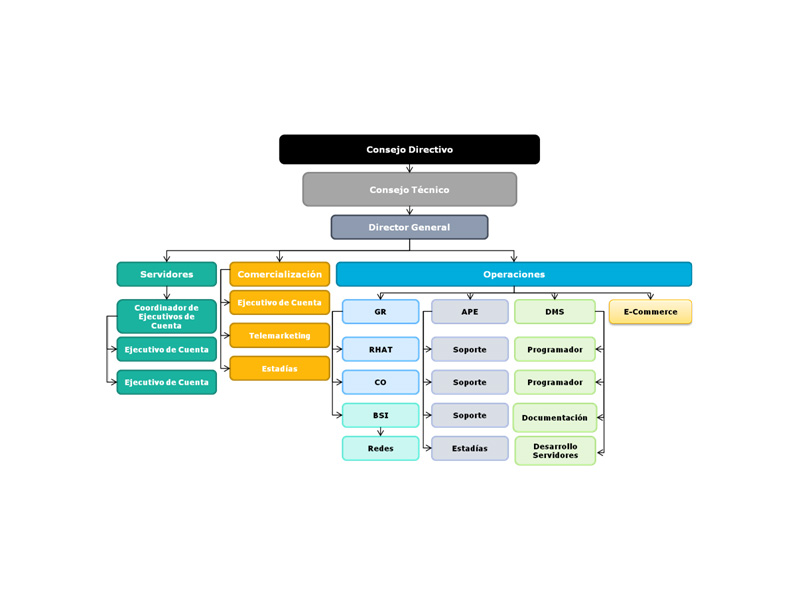 Consejo Directivo
Consejo Técnico
Director General
Servidores
Comercialización
Operaciones
Coordinador de
Ejecutivos de
Cuenta
Ejecutivo de Cuenta
Ejecutivo de Cuenta
Ejecutivo de Cuenta
Telemarketing
Estadías
GR
RHAT
CO
BSI
Redes
APE
Soporte
Soporte
Soporte
Estadías
DMS
Programador
Programador
Documentación
Desarrollo
Servidores
E-Commerce